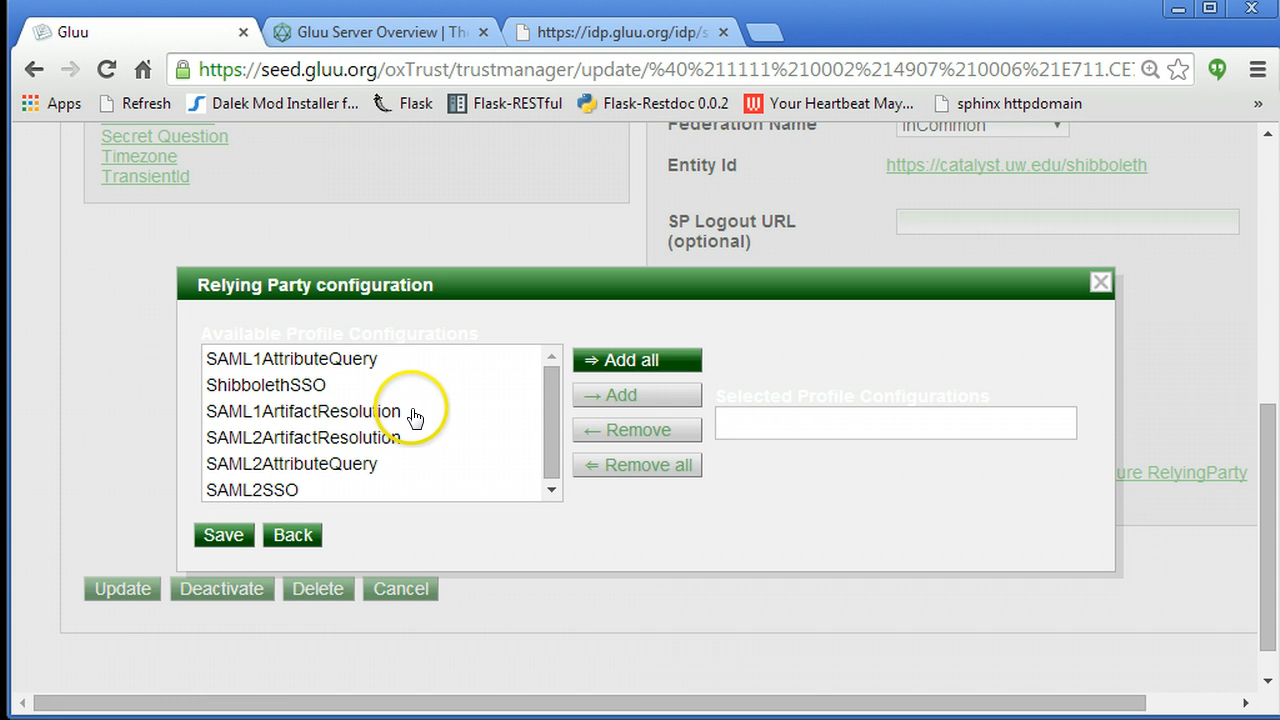 Gluu
Gluu Server Overview | The
https://idp.gluu.org/idp/s
https://seed.gluu.org/oxTrust/trustmanager/update/%40%211111%210002%214907%210006%21E711.CE
Apps
Refresh
Dalek Mod Installer f...
Flask
Flask-RESTful
Flask-Restdoc 0.0.2
Your Heartbeat May...
sphinx httpdomain
»
Secret Question
Timezone
TransientId
Federation Name
InCommon
Entity Id
https://catalyst.uw.edu/shibboleth
SP Logout URL
(optional)
Relying Party configuration
Available Profile Configurations
SAML1AttributeQuery
ShibbolethSSO
SAML1ArtifactResolution
SAML2ArtifactResolution
SAML2AttributeQuery
SAML2SSO
⇒ Add all
→ Add
← Remove
⇐ Remove all
Selected Profile Configurations
ure RelyingParty
Save
Back
Update
Deactivate
Delete
Cancel